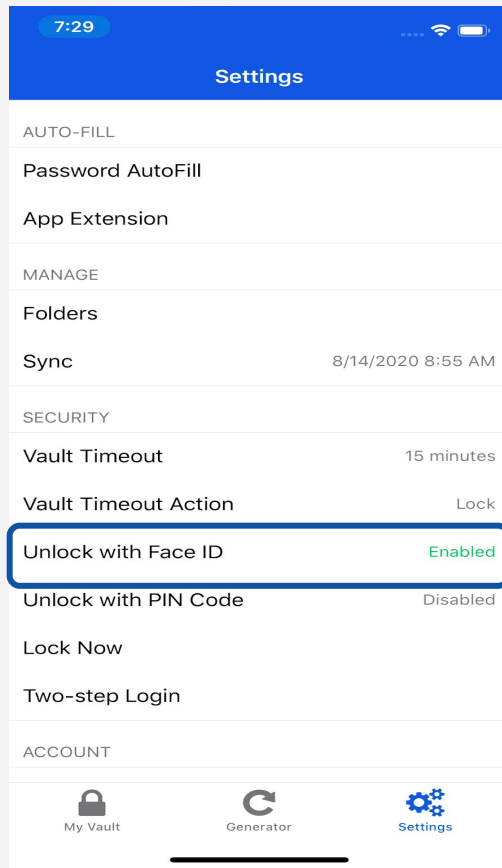 7:29
Settings
AUTO-FILL
Password AutoFill
App Extension
MANAGE
Folders
Sync 8/14/2020 8:55 AM
SECURITY
Vault Timeout 15 minutes
Vault Timeout Action Lock
Unlock with Face ID Enabled
Unlock with PIN Code Disabled
Lock Now
Two-step Login
ACCOUNT
My Vault Generator Settings